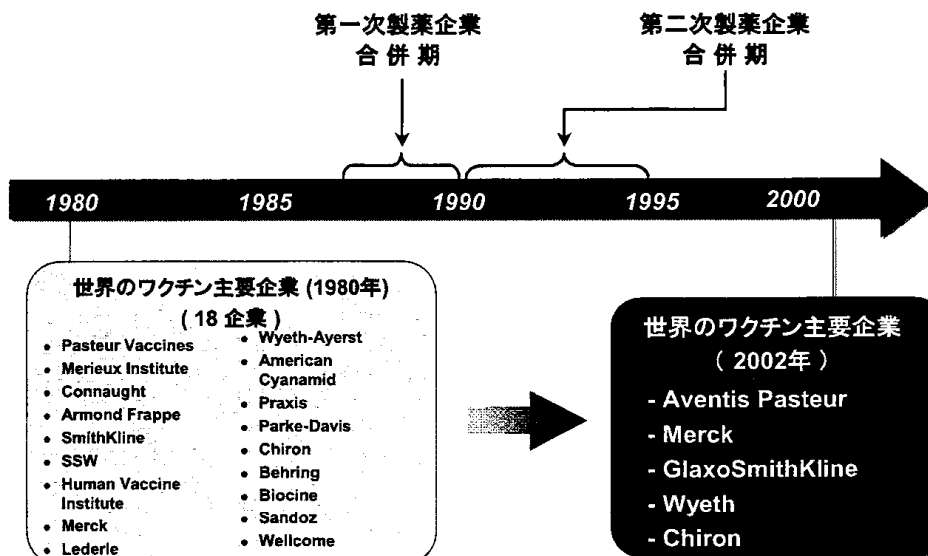 第一次製薬企業
合 併 期
第二次製薬企業
合 併 期
1980
1985
1990
1995
2000
世界のワクチン主要企業 (1980年)
( 18 企業 )
• Pasteur Vaccines
• Merieux Institute
• Connaught
• Armond Frappe
• SmithKline
• SSW
• Human Vaccine
Institute
• Merck
• Lederle
• Wyeth-Ayerst
• American
Cyanamid
• Praxis
• Parke-Davis
• Chiron
• Behring
• Biocine
• Sandoz
• Wellcome
世界のワクチン主要企業
( 2002年 )
- Aventis Pasteur
- Merck
- GlaxoSmithKline
- Wyeth
- Chiron